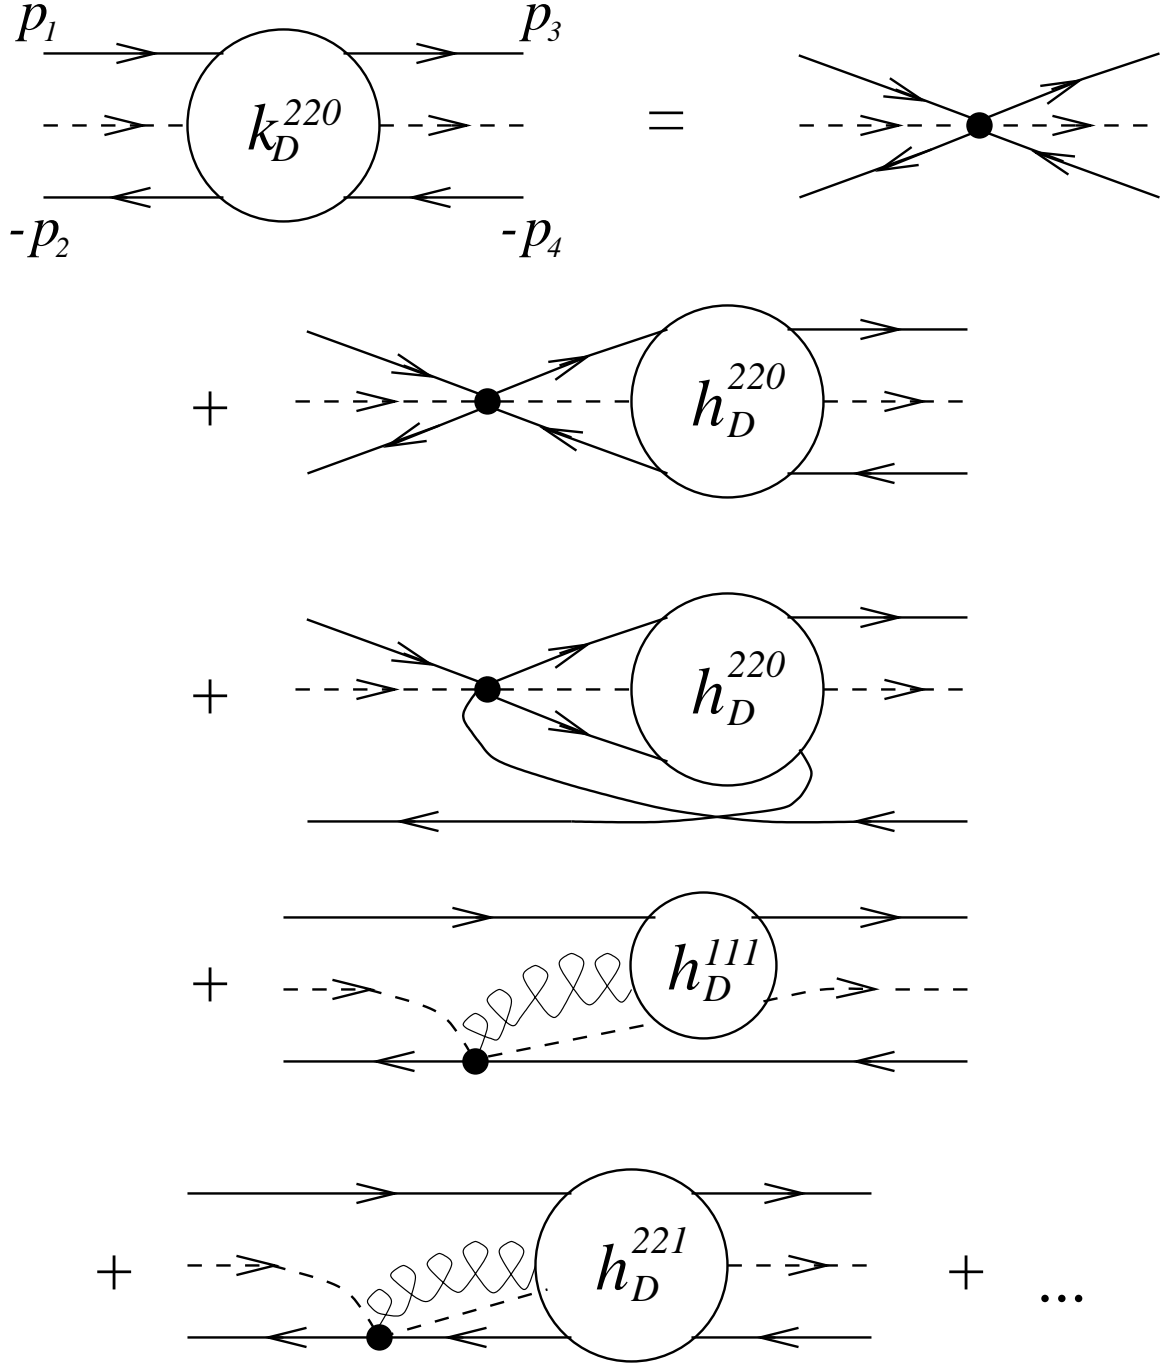 p₁ p₃
k_D^{220} =
-p₂ -p₄
+ h_D^{220}
+ h_D^{220}
+ h_D^{111}
+ h_D^{221} + ...